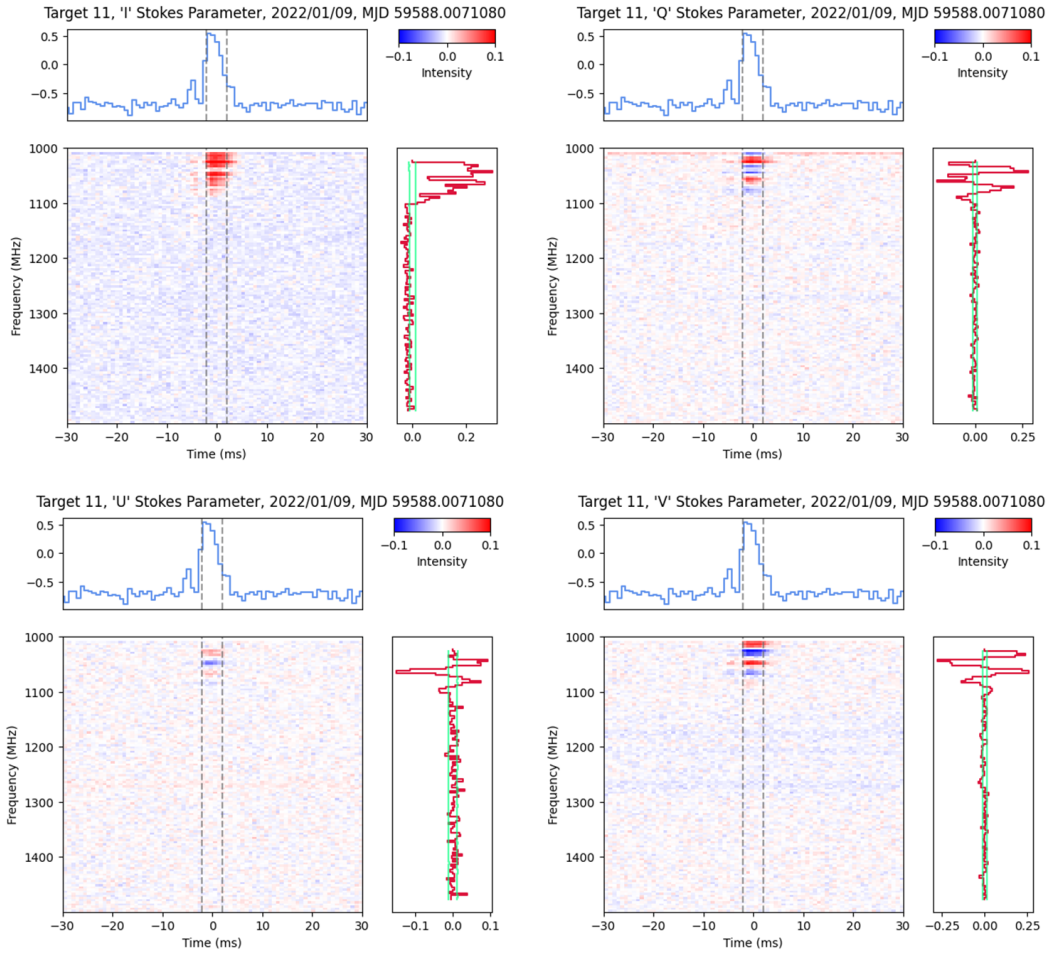 Target 11, 'I' Stokes Parameter, 2022/01/09, MJD 59588.0071080
0.5
0.0
−0.5
−0.1 0.0 0.1
Intensity
1000
1100
1200
1300
1400
Frequency (MHz)
−30 −20 −10 0 10 20 30
Time (ms)
0.0 0.2
Target 11, 'Q' Stokes Parameter, 2022/01/09, MJD 59588.0071080
0.5
0.0
−0.5
−0.1 0.0 0.1
Intensity
1000
1100
1200
1300
1400
Frequency (MHz)
−30 −20 −10 0 10 20 30
Time (ms)
0.00 0.25
Target 11, 'U' Stokes Parameter, 2022/01/09, MJD 59588.0071080
0.5
0.0
−0.5
−0.1 0.0 0.1
Intensity
1000
1100
1200
1300
1400
Frequency (MHz)
−30 −20 −10 0 10 20 30
Time (ms)
−0.1 0.0 0.1
Target 11, 'V' Stokes Parameter, 2022/01/09, MJD 59588.0071080
0.5
0.0
−0.5
−0.1 0.0 0.1
Intensity
1000
1100
1200
1300
1400
Frequency (MHz)
−30 −20 −10 0 10 20 30
Time (ms)
−0.25 0.00 0.25